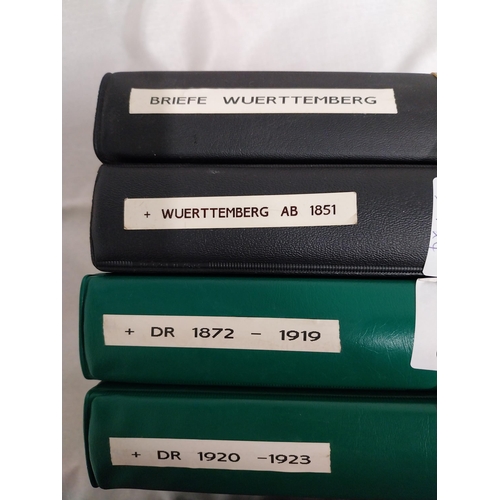 BRIEFE WUERTTEMBERG
+ WUERTTEMBERG AB 1851
+ DR 1872 - 1919
+ DR 1920 -1923